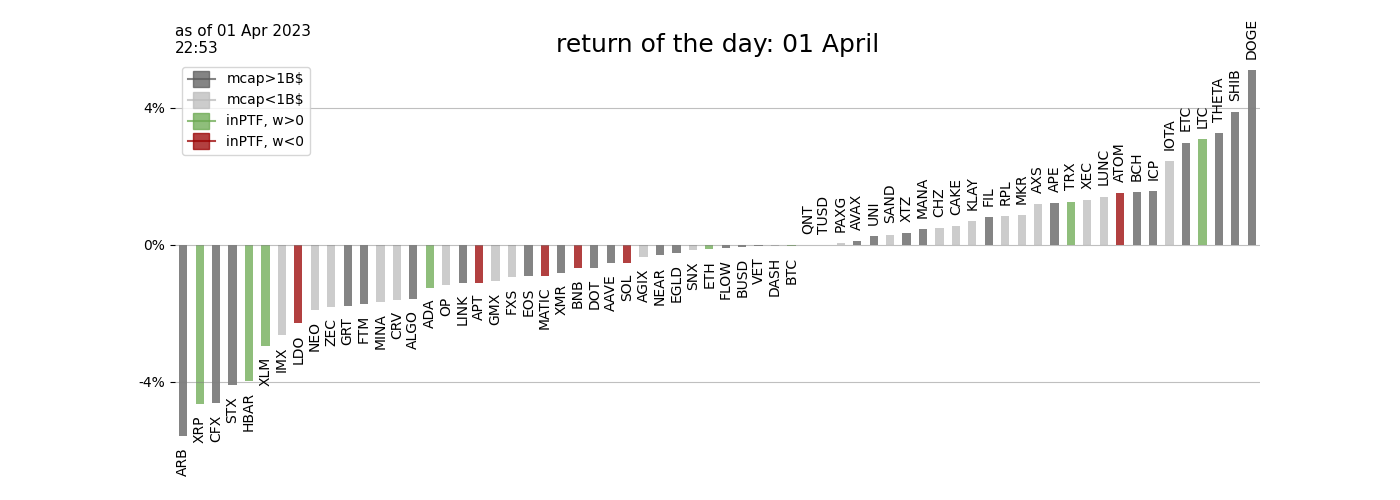 as of 01 Apr 2023
22:53
return of the day: 01 April
mcap>1B$
mcap<1B$
inPTF, w>0
inPTF, w<0
4%
0%
-4%
ARB
XRP
CFX
STX
HBAR
XLM
IMX
LDO
NEO
ZEC
GRT
FTM
MINA
CRV
ALGO
ADA
OP
LINK
APT
GMX
FXS
EOS
MATIC
XMR
BNB
DOT
AAVE
SOL
AGIX
NEAR
EGLD
SNX
ETH
FLOW
BUSD
VET
DASH
BTC
QNT
TUSD
PAXG
AVAX
UNI
SAND
XTZ
MANA
CHZ
CAKE
KLAY
FIL
RPL
MKR
AXS
APE
TRX
XEC
LUNC
ATOM
BCH
ICP
IOTA
ETC
LTC
THETA
SHIB
DOGE